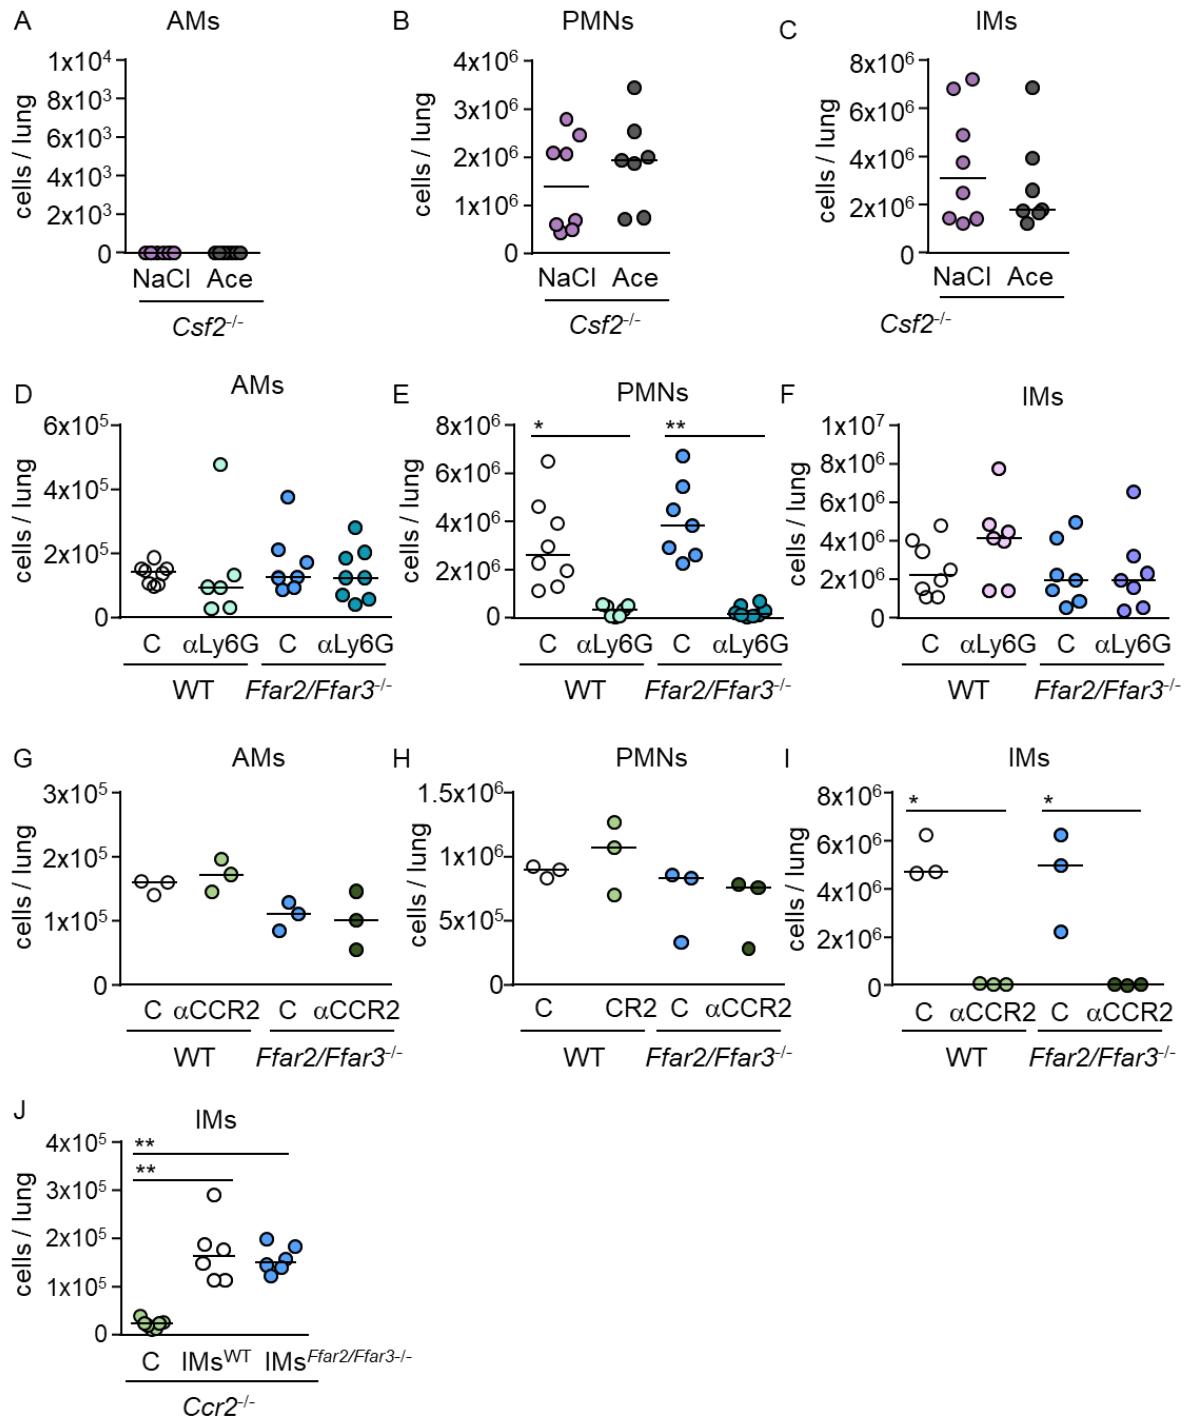 A
AMs
1x10⁴
8x10³
6x10³
4x10³
2x10³
0
cells / lung
NaCl Ace
Csf2⁻/⁻
B
PMNs
4x10⁶
3x10⁶
2x10⁶
1x10⁶
0
cells / lung
NaCl Ace
Csf2⁻/⁻
C
IMs
8x10⁶
6x10⁶
4x10⁶
2x10⁶
0
cells / lung
NaCl Ace
Csf2⁻/⁻
D
AMs
6x10⁵
4x10⁵
2x10⁵
0
cells / lung
C αLy6G C αLy6G
WT Ffar2/Ffar3⁻/⁻
E
PMNs
8x10⁶
6x10⁶
4x10⁶
2x10⁶
0
cells / lung
* **
C αLy6G C αLy6G
WT Ffar2/Ffar3⁻/⁻
F
IMs
1x10⁷
8x10⁶
6x10⁶
4x10⁶
2x10⁶
0
cells / lung
C αLy6G C αLy6G
WT Ffar2/Ffar3⁻/⁻
G
AMs
3x10⁵
2x10⁵
1x10⁵
0
cells / lung
C αCCR2 C αCCR2
WT Ffar2/Ffar3⁻/⁻
H
PMNs
1.5x10⁶
1x10⁶
5x10⁵
0
cells / lung
C CR2 C αCCR2
WT Ffar2/Ffar3⁻/⁻
I
IMs
8x10⁶
6x10⁶
4x10⁶
2x10⁶
0
cells / lung
* *
C αCCR2 C αCCR2
WT Ffar2/Ffar3⁻/⁻
J
IMs
4x10⁵
3x10⁵
2x10⁵
1x10⁵
0
cells / lung
**
**
C IMsᵂᵀ IMs Ffar2/Ffar3-/-
Ccr2⁻/⁻